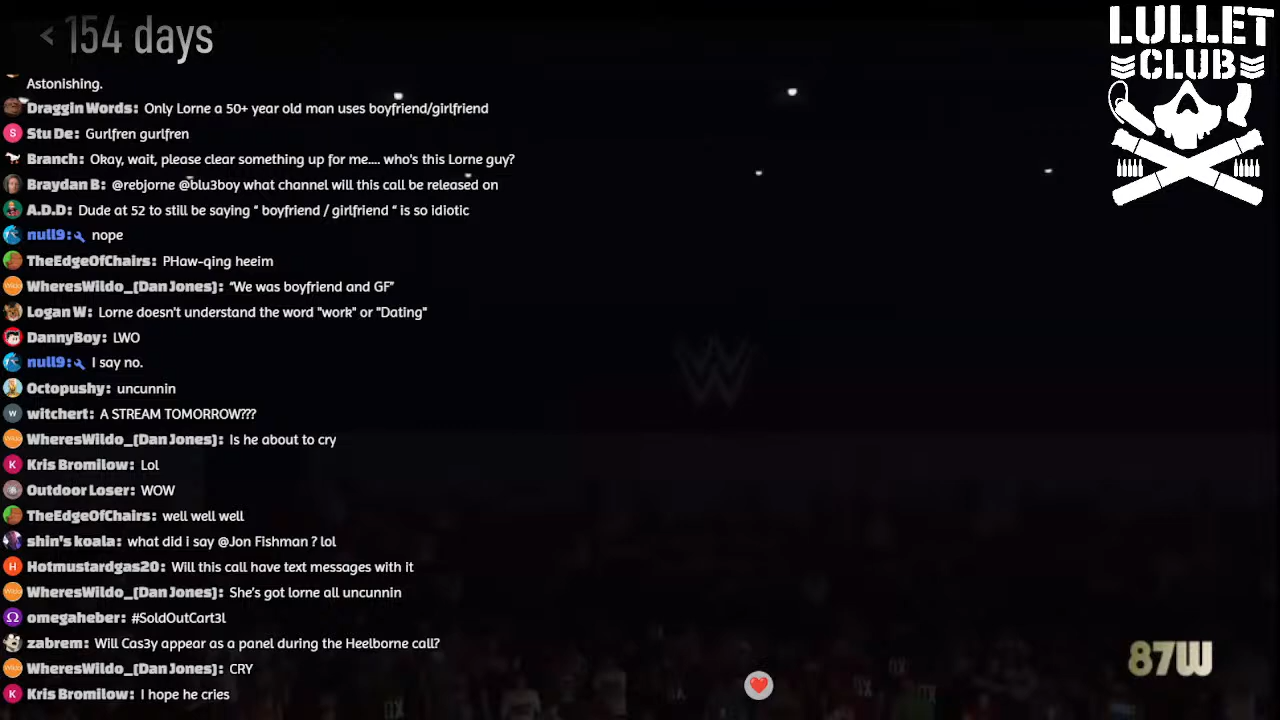 < 154 days
LULLET
CLUB
Astonishing.
Draggin Words: Only Lorne a 50+ year old man uses boyfriend/girlfriend
S Stu De: Gurlfren gurlfren
Branch: Okay, wait, please clear something up for me.... who's this Lorne guy?
Braydan B: @rebjorne @blu3boy what channel will this call be released on
A.D.D: Dude at 52 to still be saying " boyfriend / girlfriend " is so idiotic
null9: nope
TheEdgeOfChairs: PHaw-qing heeim
WheresWildo_(Dan Jones): "We was boyfriend and GF"
Logan W: Lorne doesn't understand the word "work" or "Dating"
DannyBoy: LWO
null9: I say no.
Octopushy: uncunnin
W witchert: A STREAM TOMORROW???
WheresWildo_(Dan Jones): Is he about to cry
K Kris Bromilow: Lol
Outdoor Loser: WOW
TheEdgeOfChairs: well well well
shin's koala: what did i say @Jon Fishman ? lol
H Hotmustardgas20: Will this call have text messages with it
WheresWildo_(Dan Jones): She's got lorne all uncunnin
Ω omegaheber: #SoldOutCart3l
zabrem: Will Cas3y appear as a panel during the Heelborne call?
WheresWildo_(Dan Jones): CRY
K Kris Bromilow: I hope he cries
87W